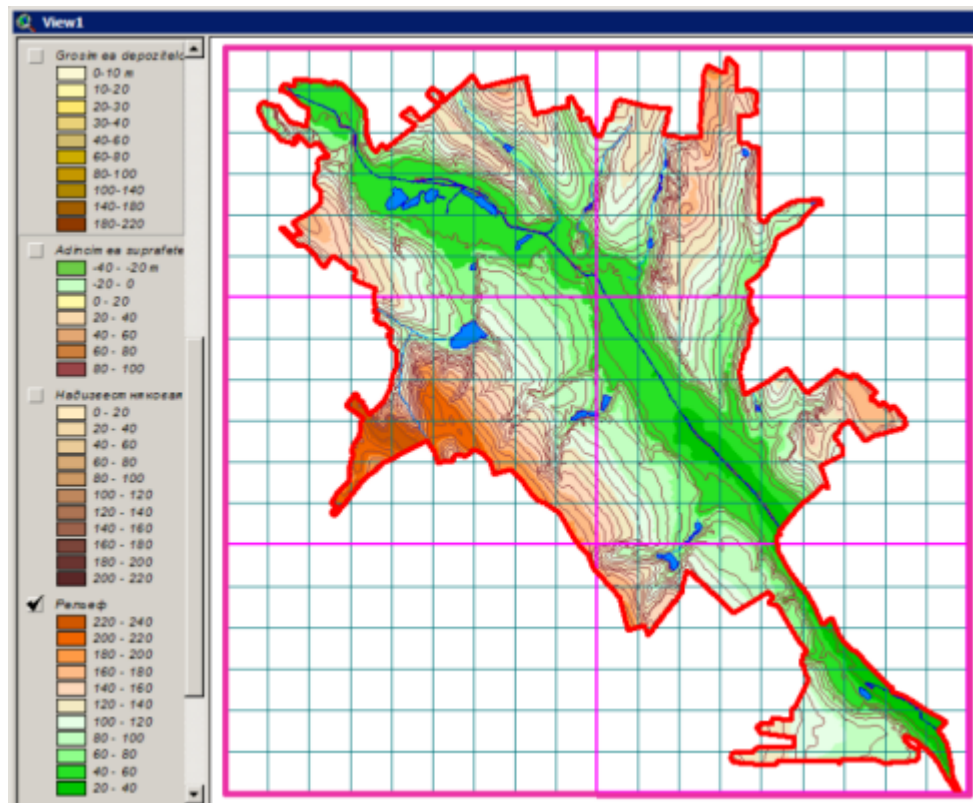 View1
Grosimea depozitelo
0-10 m
10-20
20-30
30-40
40-60
60-80
80-100
100-140
140-180
180-220
Adincimea suprafete
-40 - -20 m
-20 - 0
0 - 20
20 - 40
40 - 60
60 - 80
80 - 100
0 - 20
20 - 40
40 - 60
60 - 80
80 - 100
100 - 120
120 - 140
140 - 160
160 - 180
180 - 200
200 - 220
Рельеф
220 - 240
200 - 220
180 - 200
160 - 180
140 - 160
120 - 140
100 - 120
80 - 100
60 - 80
40 - 60
20 - 40